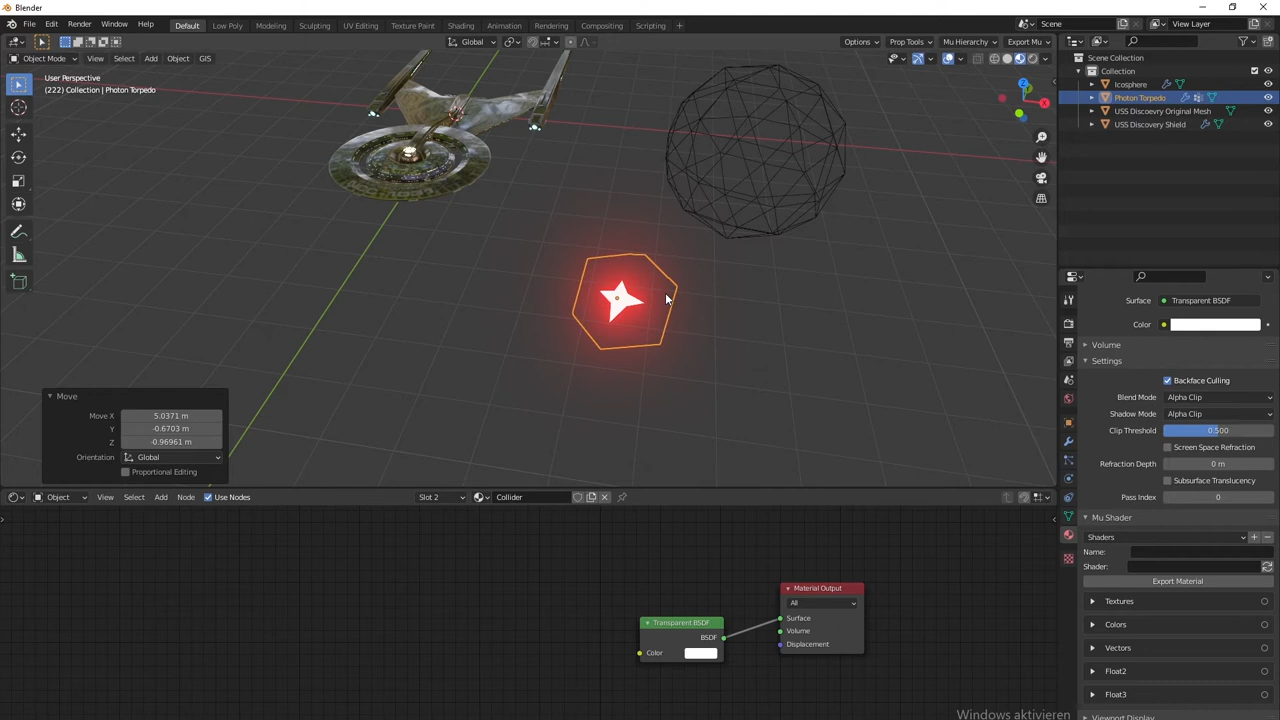 Blender
File Edit Render Window Help Default Low Poly Modeling Sculpting UV Editing Texture Paint Shading Animation Rendering Compositing Scripting + Scene View Layer
Global Options Prop Tools Mu Hierarchy Export Mu
Object Mode View Select Add Object GIS
User Perspective
(222) Collection | Photon Torpedo
Scene Collection
Collection
Icosphere
Photon Torpedo
USS Discoevry Original Mesh
USS Discovery Shield
Z
X
Surface Transparent BSDF
Color
Volume
Settings
Backface Culling
Blend Mode Alpha Clip
Shadow Mode Alpha Clip
Clip Threshold 0.500
Screen Space Refraction
Refraction Depth 0 m
Subsurface Translucency
Pass Index 0
Mu Shader
Shaders
Name:
Shader:
Export Material
Textures
Colors
Vectors
Float2
Float3
Viewport Display
Move
Move X 5.0371 m
Y -0.6703 m
Z -0.96961 m
Orientation Global
Proportional Editing
Object View Select Add Node Use Nodes Slot 2 Collider
Transparent BSDF
BSDF
Color
Material Output
All
Surface
Volume
Displacement
Windows aktivieren